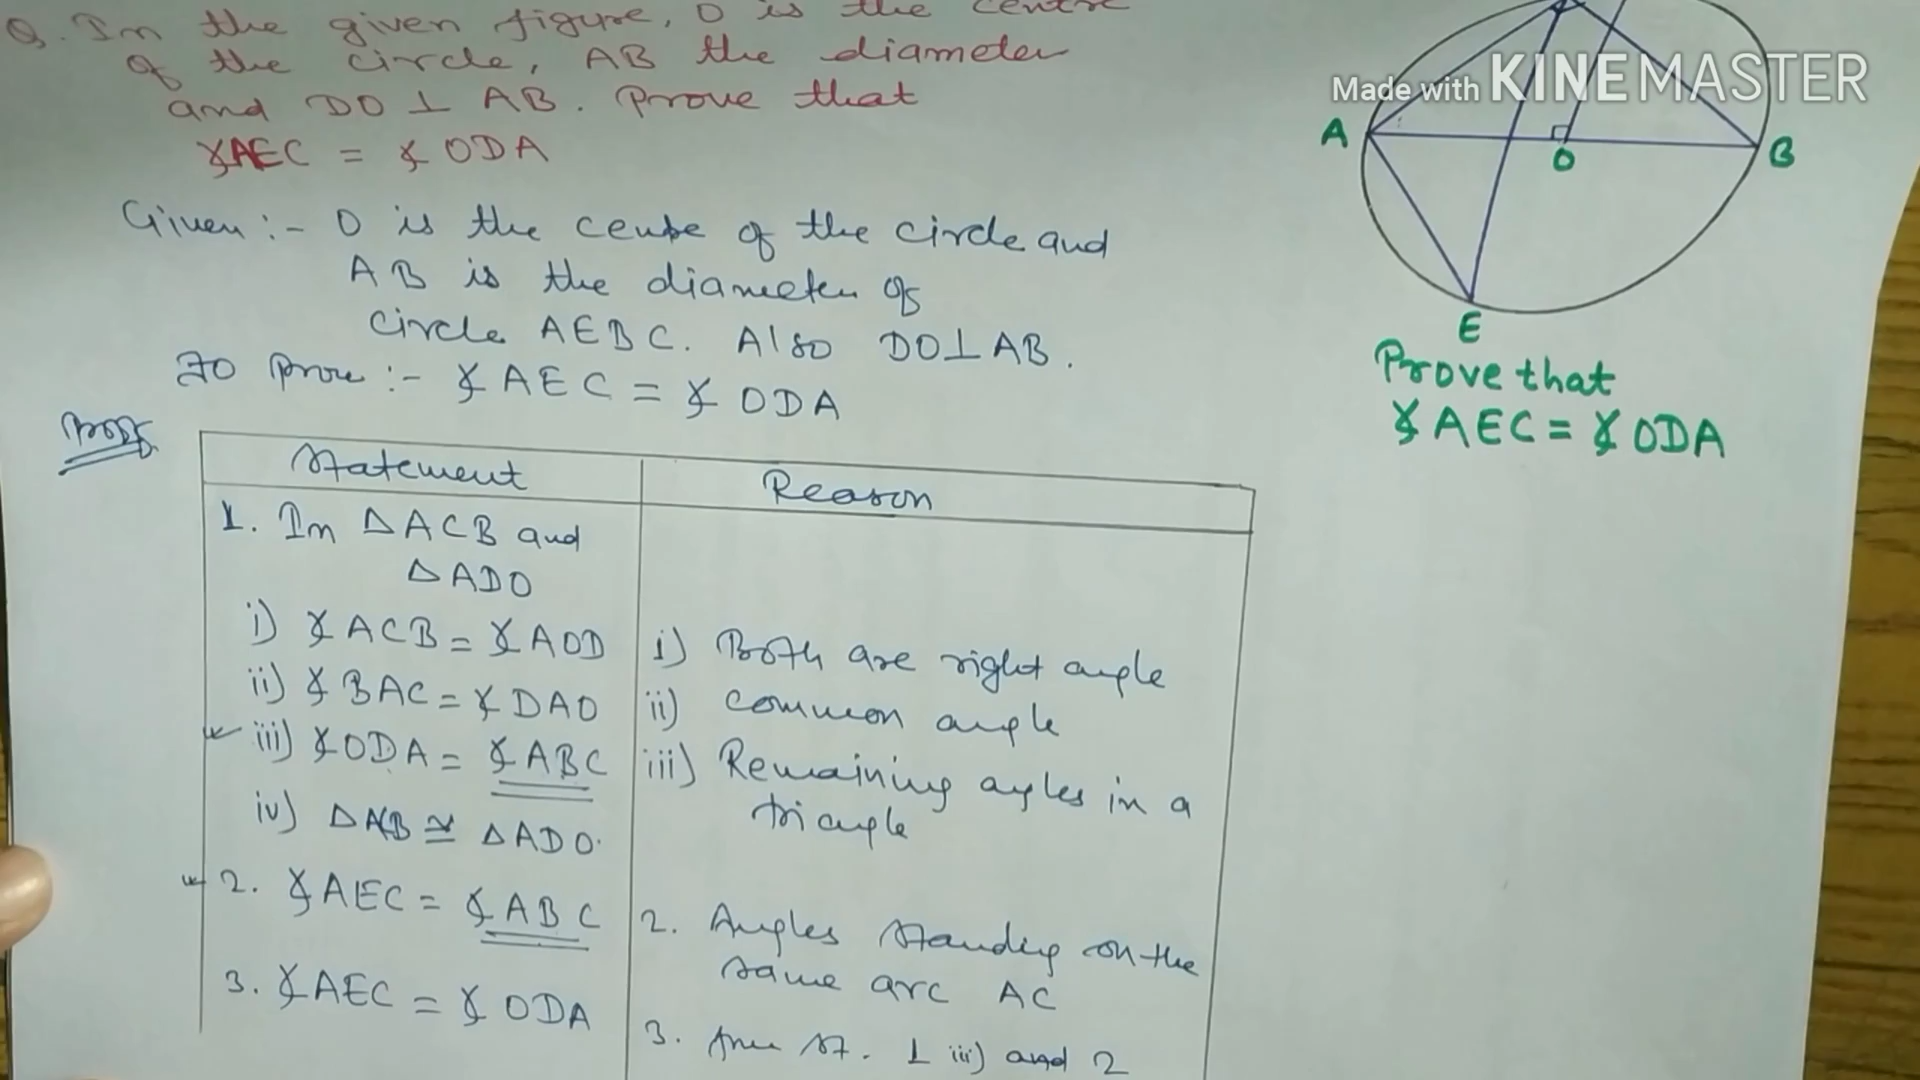 Q. In the given figure, O is the centre
of the circle, AB the diameter
and DO ⊥ AB. Prove that
∡AEC = ∡ ODA
Given :- O is the centre of the circle and
AB is the diameter of
circle AEBC. Also DO⊥AB.
To prove :- ∡ AEC = ∡ ODA
Proof
Statement
Reason
1. In △ACB and
△ADO
i) ∡ACB = ∡AOD
i) Both are right angle
ii) ∡BAC = ∡DAO
ii) common angle
iii) ∡ODA = ∡ABC
iii) Remaining angles in a
triangle
iv) △ACB ≅ △ADO.
2. ∡AEC = ∡ABC
2. Angles standing on the
same arc AC
3. ∡AEC = ∡ ODA
3. st. 1 iii) and 2
Made with KINEMASTER
A
O
B
E
Prove that
∡AEC = ∡ODA